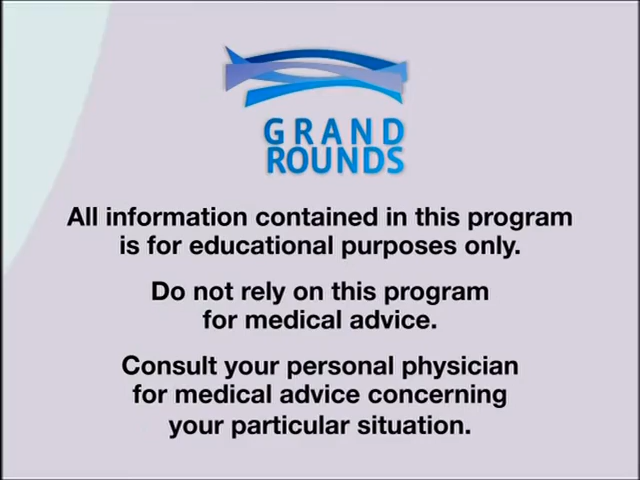 GRAND
ROUNDS
All information contained in this program
is for educational purposes only.
Do not rely on this program
for medical advice.
Consult your personal physician
for medical advice concerning
your particular situation.